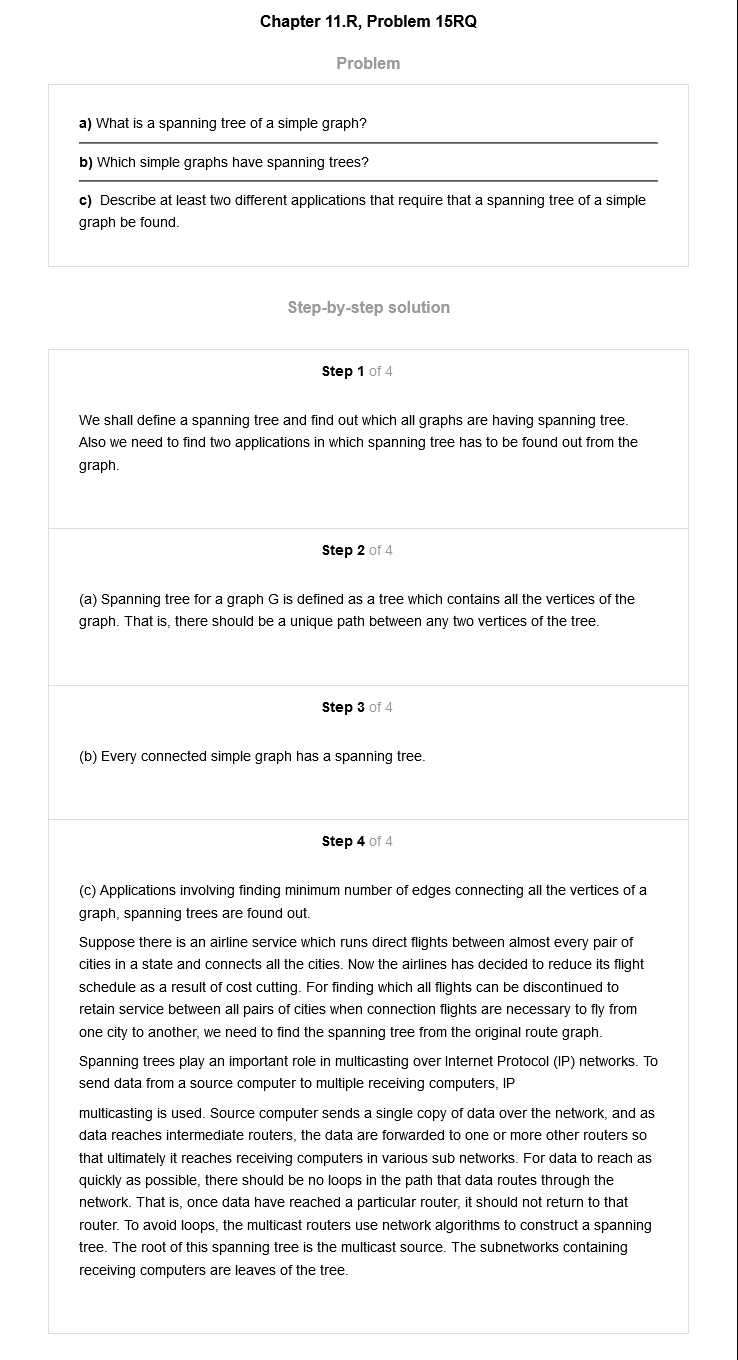 Chapter 11.R, Problem 15RQ
Problem
a) What is a spanning tree of a simple graph?
b) Which simple graphs have spanning trees?
c) Describe at least two different applications that require that a spanning tree of a simple
graph be found.
Step-by-step solution
Step 1 of 4
We shall define a spanning tree and find out which all graphs are having spanning tree.
Also we need to find two applications in which spanning tree has to be found out from the
graph.
Step 2 of 4
(a) Spanning tree for a graph G is defined as a tree which contains all the vertices of the
graph. That is, there should be a unique path between any two vertices of the tree.
Step 3 of 4
(b) Every connected simple graph has a spanning tree.
Step 4 of 4
(c) Applications involving finding minimum number of edges connecting all the vertices of a
graph, spanning trees are found out.
Suppose there is an airline service which runs direct flights between almost every pair of
cities in a state and connects all the cities. Now the airlines has decided to reduce its flight
schedule as a result of cost cutting. For finding which all flights can be discontinued to
retain service between all pairs of cities when connection flights are necessary to fly from
one city to another, we need to find the spanning tree from the original route graph.
Spanning trees play an important role in multicasting over Internet Protocol (IP) networks. To
send data from a source computer to multiple receiving computers, IP
multicasting is used. Source computer sends a single copy of data over the network, and as
data reaches intermediate routers, the data are forwarded to one or more other routers so
that ultimately it reaches receiving computers in various sub networks. For data to reach as
quickly as possible, there should be no loops in the path that data routes through the
network. That is, once data have reached a particular router, it should not return to that
router. To avoid loops, the multicast routers use network algorithms to construct a spanning
tree. The root of this spanning tree is the multicast source. The subnetworks containing
receiving computers are leaves of the tree.